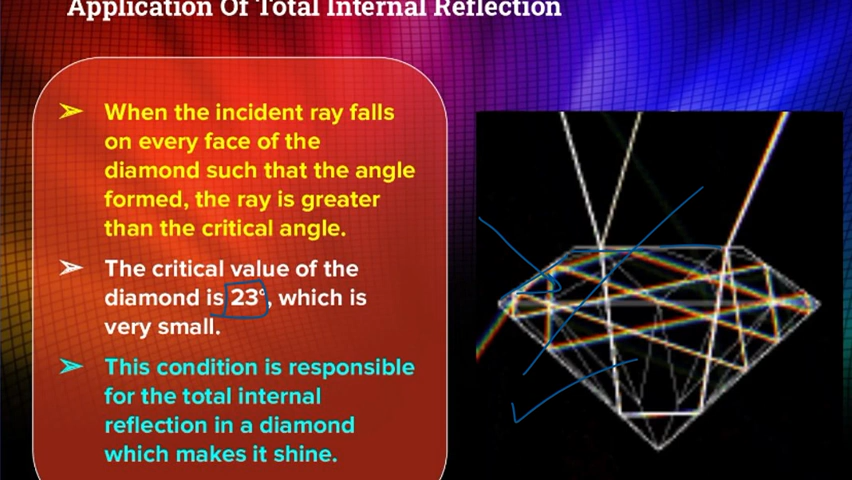 Application Of Total Internal Reflection
➢ When the incident ray falls
on every face of the
diamond such that the angle
formed, the ray is greater
than the critical angle.
➢ The critical value of the
diamond is 23°, which is
very small.
➢ This condition is responsible
for the total internal
reflection in a diamond
which makes it shine.